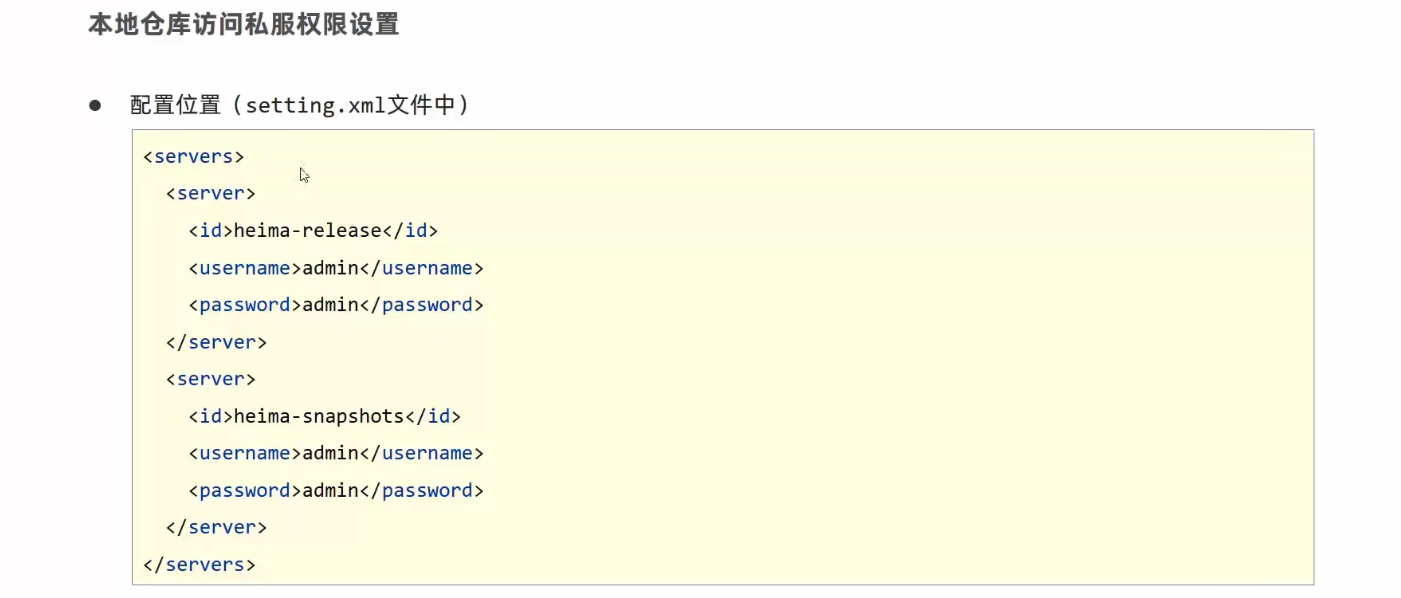 本地仓库访问私服权限设置
● 配置位置（setting.xml文件中）
<servers>
<server>
<id>heima-release</id>
<username>admin</username>
<password>admin</password>
</server>
<server>
<id>heima-snapshots</id>
<username>admin</username>
<password>admin</password>
</server>
</servers>